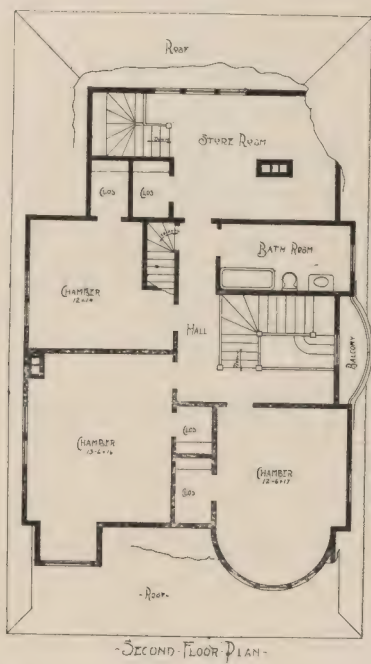 ROOF
STORE ROOM
CLOS
CLOS
BATH ROOM
CHAMBER
12×14
HALL
BALCONY
CHAMBER
13-6×16
CLOS
CLOS
CHAMBER
12-6×17
-ROOF-
-SECOND-FLOOR-PLAN-